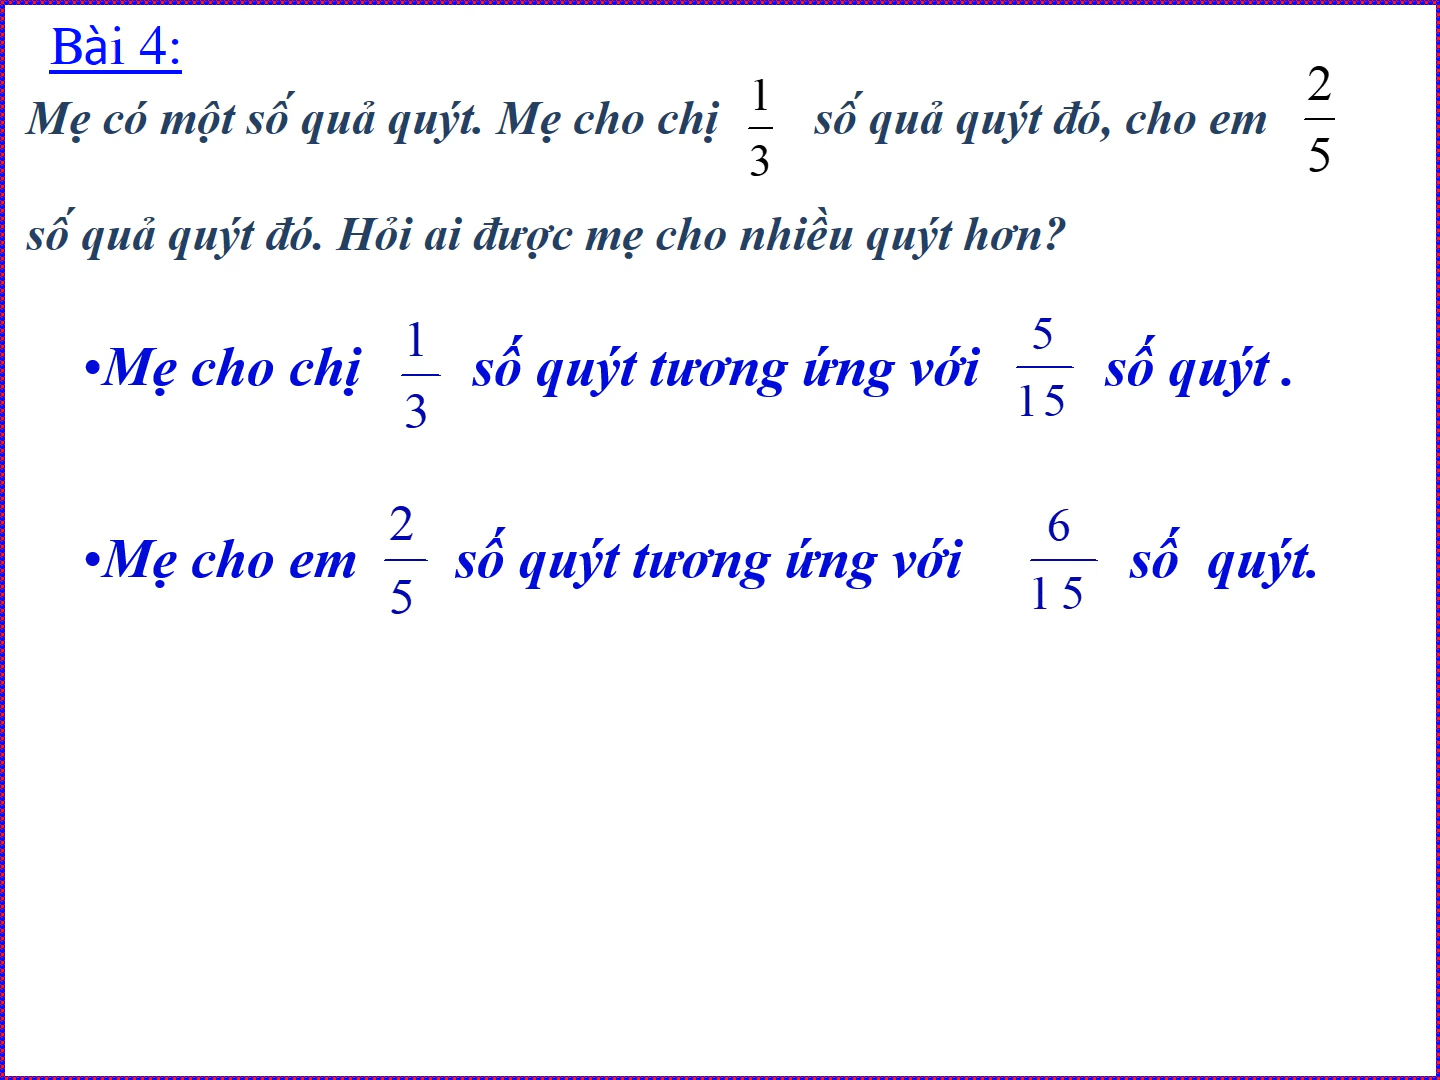 Bài 4:
Mẹ có một số quả quýt. Mẹ cho chị 1/3 số quả quýt đó, cho em 2/5
số quả quýt đó. Hỏi ai được mẹ cho nhiều quýt hơn?
•Mẹ cho chị 1/3 số quýt tương ứng với 5/15 số quýt .
•Mẹ cho em 2/5 số quýt tương ứng với 6/15 số quýt.